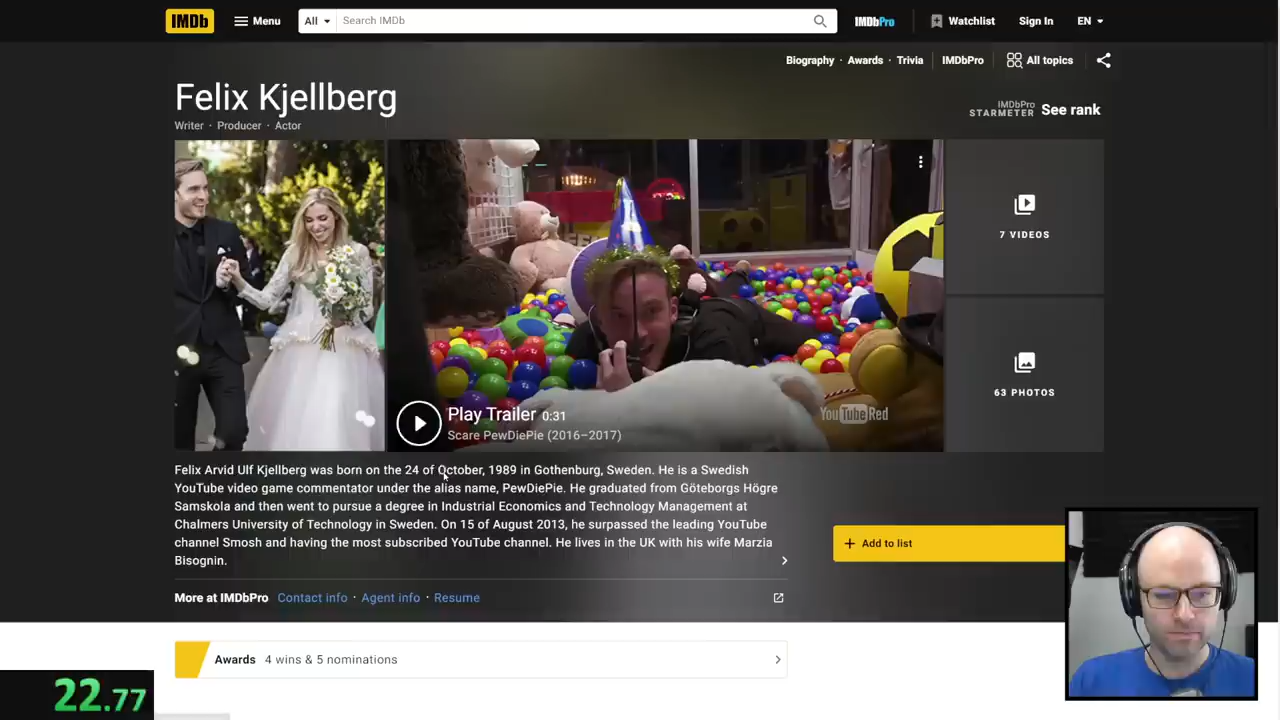 IMDb
Menu
All
Search IMDb
IMDbPro
Watchlist
Sign In
EN
Biography · Awards · Trivia
IMDbPro
All topics
Felix Kjellberg
Writer · Producer · Actor
IMDbPro
STARMETER
See rank
7 VIDEOS
63 PHOTOS
Play Trailer 0:31
Scare PewDiePie (2016–2017)
YouTube Red
Felix Arvid Ulf Kjellberg was born on the 24 of October, 1989 in Gothenburg, Sweden. He is a Swedish
YouTube video game commentator under the alias name, PewDiePie. He graduated from Göteborgs Högre
Samskola and then went to pursue a degree in Industrial Economics and Technology Management at
Chalmers University of Technology in Sweden. On 15 of August 2013, he surpassed the leading YouTube
channel Smosh and having the most subscribed YouTube channel. He lives in the UK with his wife Marzia
Bisognin.
+ Add to list
More at IMDbPro
Contact info · Agent info · Resume
Awards 4 wins & 5 nominations
22.77